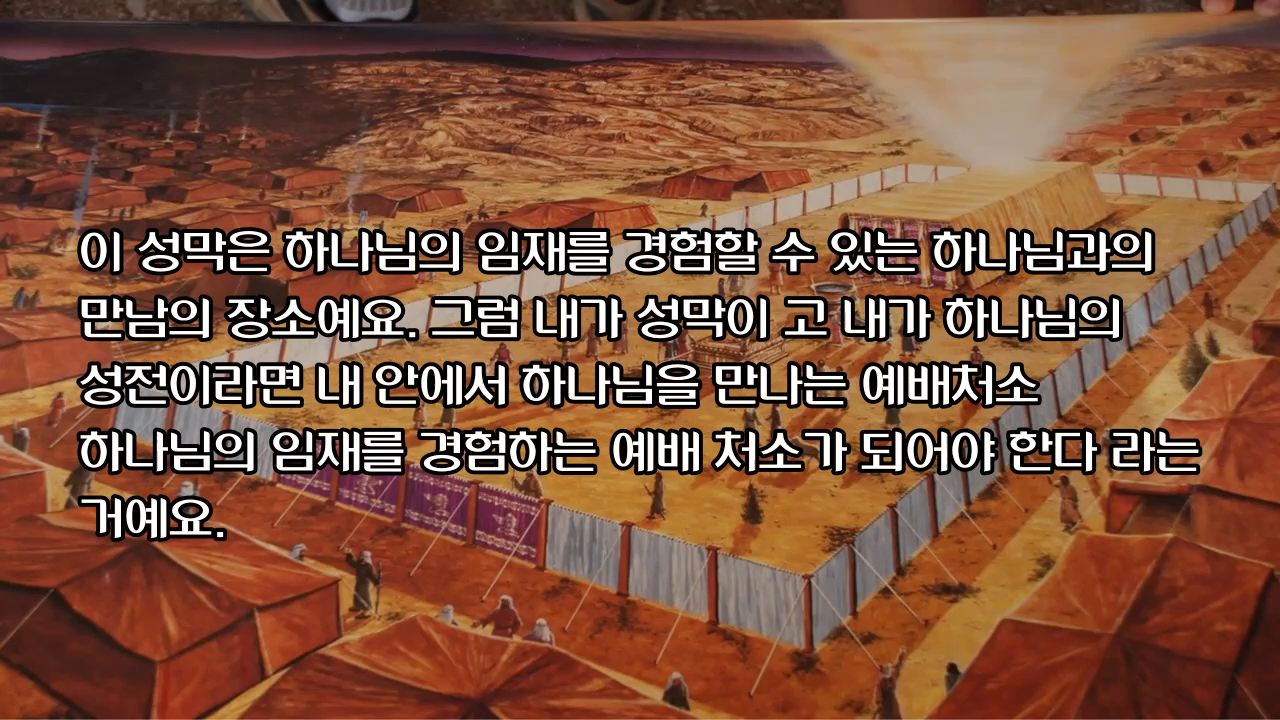 이 성막은 하나님의 임재를 경험할 수 있는 하나님과의
만남의 장소예요. 그럼 내가 성막이 고 내가 하나님의
성전이라면 내 안에서 하나님을 만나는 예배처소
하나님의 임재를 경험하는 예배 처소가 되어야 한다 라는
거예요.